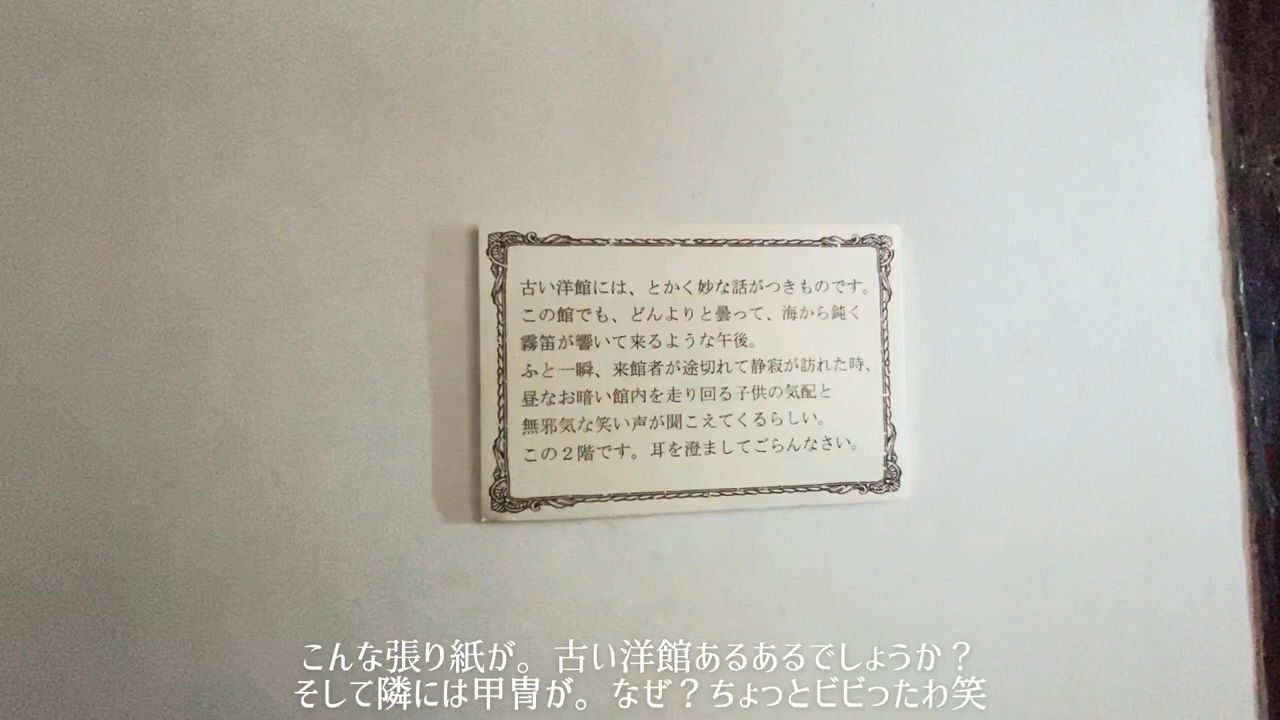 古い洋館には、とかく妙な話がつきものです。
この館でも、どんよりと曇って、海から鈍く
霧笛が響いて来るような午後。
ふと一瞬、来館者が途切れて静寂が訪れた時、
昼なお暗い館内を走り回る子供の気配と
無邪気な笑い声が聞こえてくるらしい。
この2階です。耳を澄ましてごらんなさい。
こんな張り紙が。古い洋館あるあるでしょうか？
そして隣には甲冑が。なぜ？ちょっとビビったわ笑